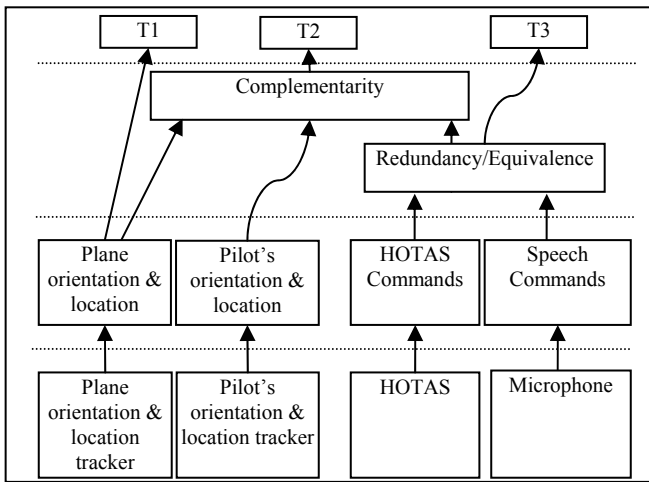 T1
T2
T3
Complementarity
Redundancy/Equivalence
Plane
orientation &
location
Pilot's
orientation &
location
HOTAS
Commands
Speech
Commands
Plane
orientation &
location
tracker
Pilot's
orientation &
location tracker
HOTAS
Microphone